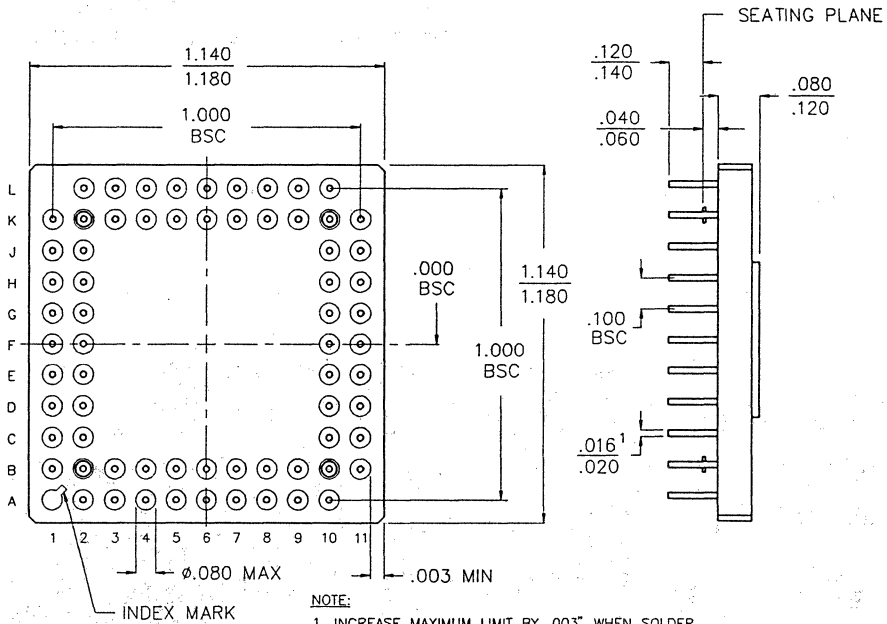 SEATING PLANE
1.140
1.180
.120
.140
.080
.120
1.000
BSC
.040
.060
L
K
J
H
G
F
E
D
C
B
A
.000
BSC
1.140
1.180
1.000
BSC
.100
BSC
.016 1
.020
1 2 3 4 5 6 7 8 9 10 11
ø.080 MAX
.003 MIN
INDEX MARK
NOTE:
1. INCREASE MAXIMUM LIMIT BY .003" WHEN SOLDER